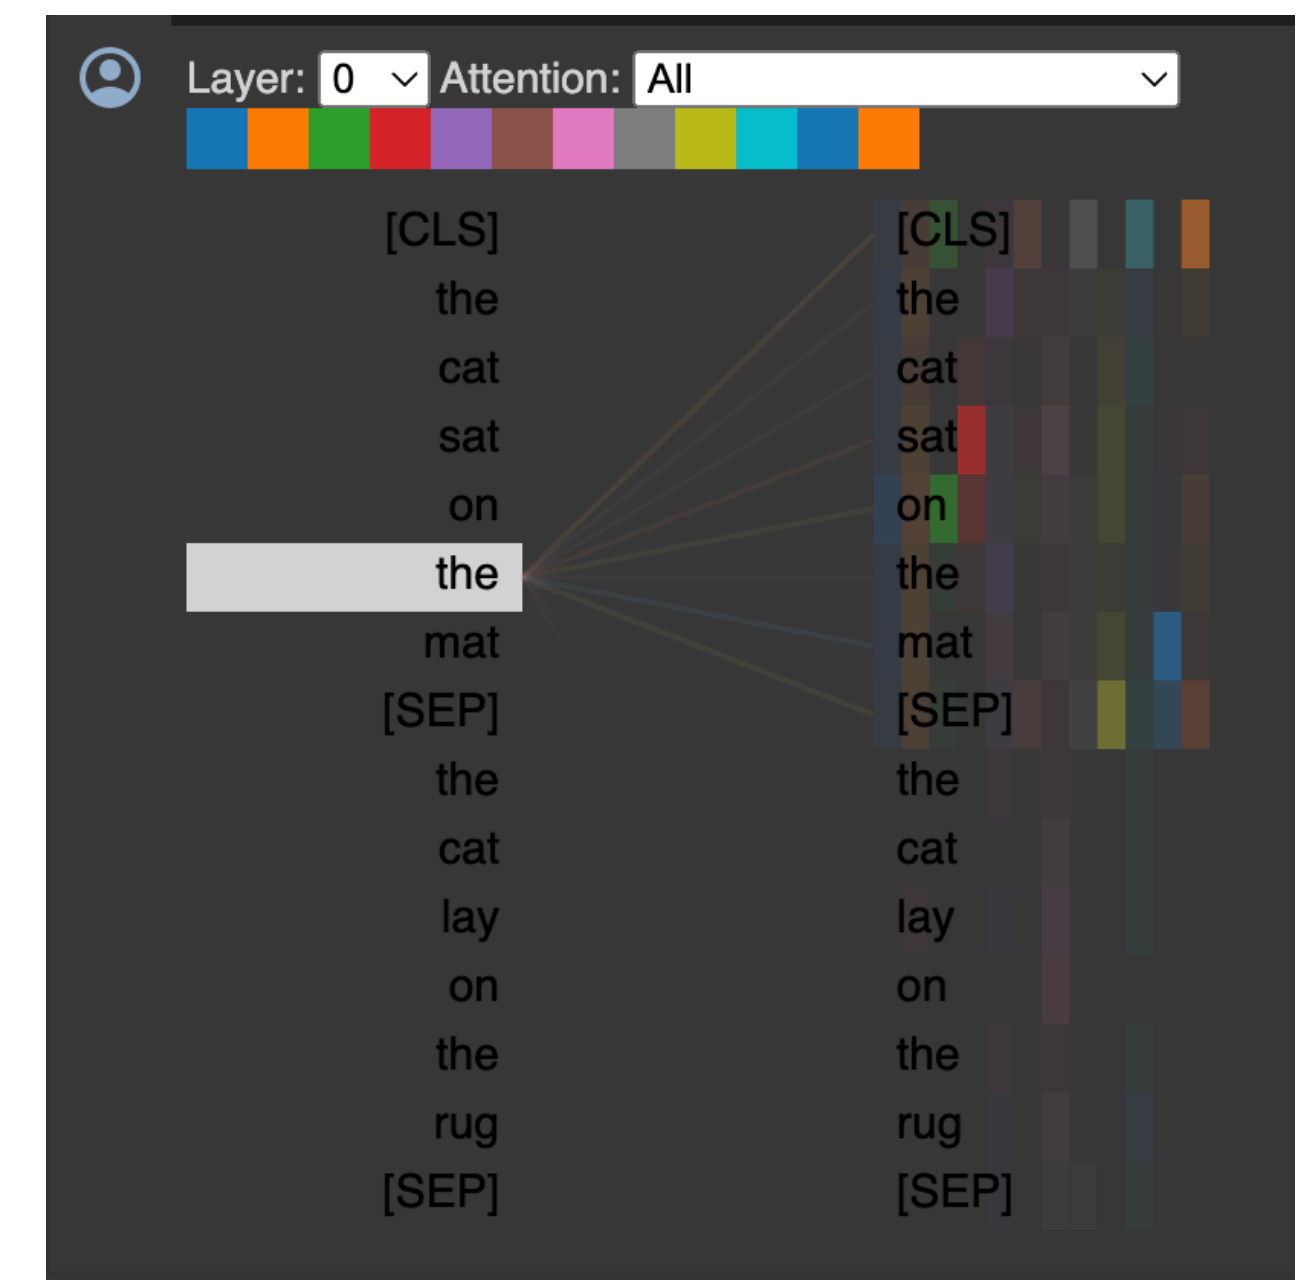 Layer: 0 Attention: All
[CLS] [CLS]
the the
cat cat
sat sat
on on
the the
mat mat
[SEP] [SEP]
the the
cat cat
lay lay
on on
the the
rug rug
[SEP] [SEP]